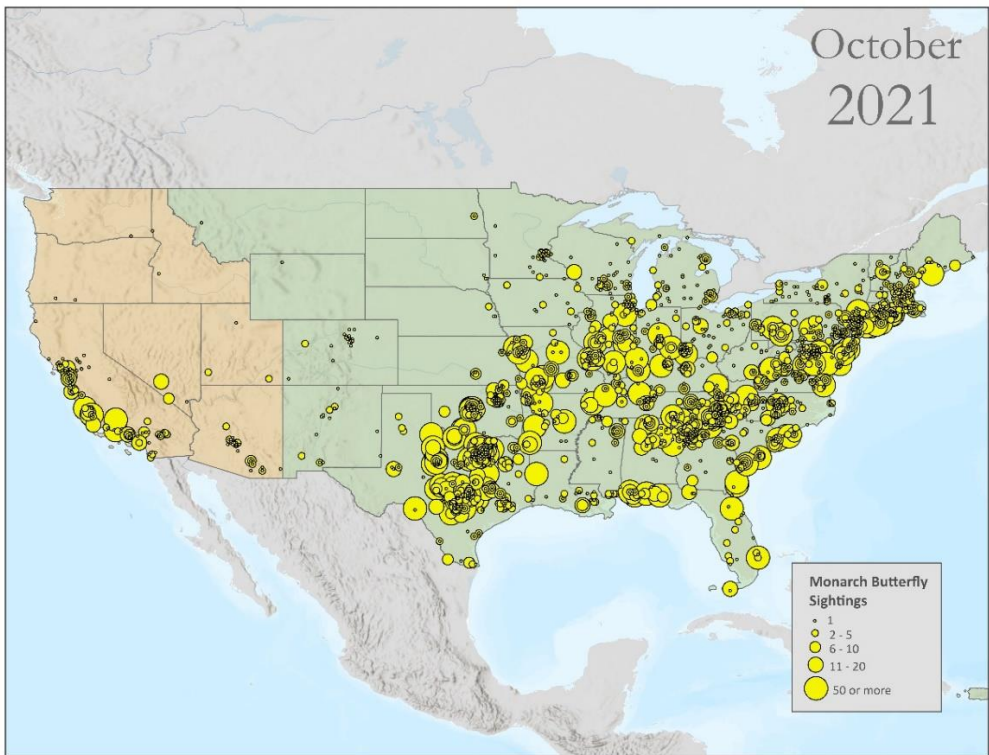 October
2021
Monarch Butterfly
Sightings
1
2 - 5
6 - 10
11 - 20
50 or more